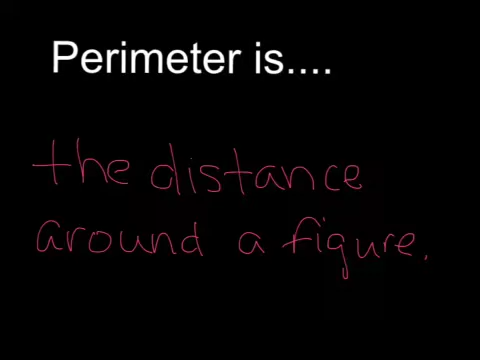 Perimeter is....
the distance
around a figure.